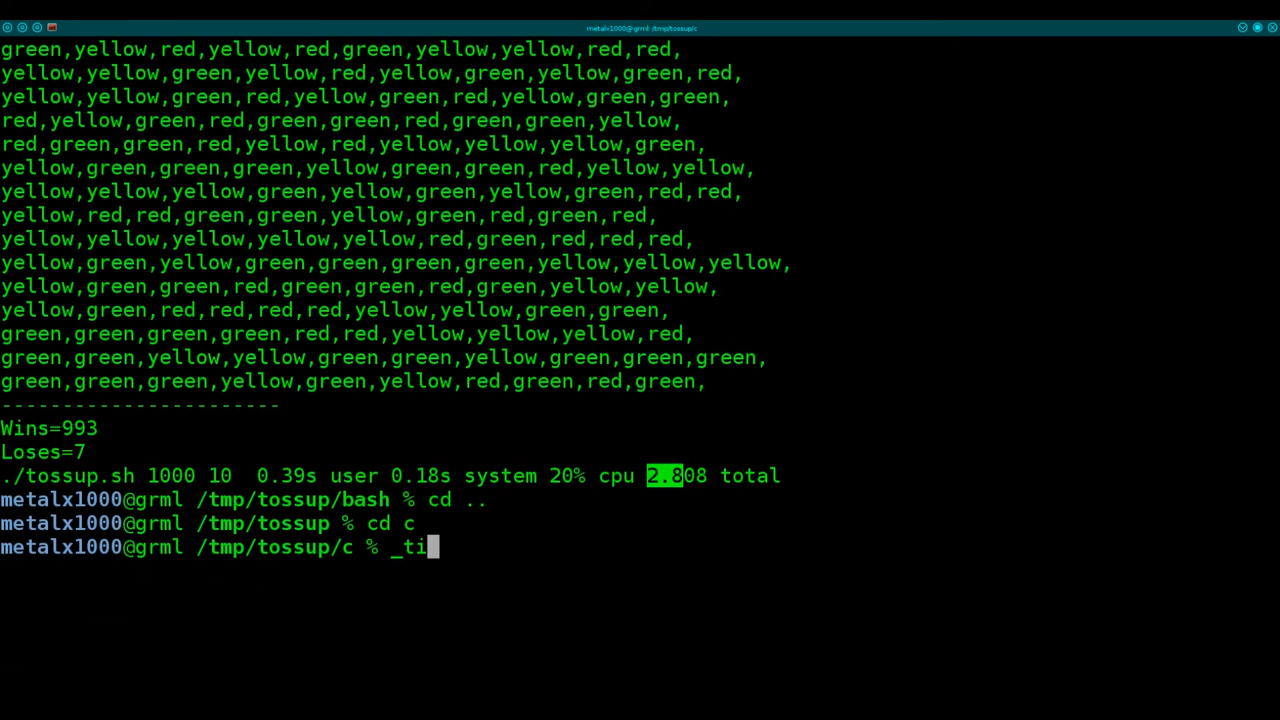 metalx1000@grml: /tmp/tossup/c
green,yellow,red,yellow,red,green,yellow,yellow,red,red,
yellow,yellow,green,yellow,red,yellow,green,yellow,green,red,
yellow,yellow,green,red,yellow,green,red,yellow,green,green,
red,yellow,green,red,green,green,red,green,green,yellow,
red,green,green,red,yellow,red,yellow,yellow,yellow,green,
yellow,green,green,green,yellow,green,green,red,yellow,yellow,
yellow,yellow,yellow,green,yellow,green,yellow,green,red,red,
yellow,red,red,green,green,yellow,green,red,green,red,
yellow,yellow,yellow,yellow,yellow,red,green,red,red,red,
yellow,green,yellow,green,green,green,green,yellow,yellow,yellow,
yellow,green,green,red,green,green,red,green,yellow,yellow,
yellow,green,red,red,red,red,yellow,yellow,green,green,
green,green,green,green,red,red,yellow,yellow,yellow,red,
green,green,yellow,yellow,green,green,yellow,green,green,green,
green,green,green,yellow,green,yellow,red,green,red,green,
-----------------------
Wins=993
Loses=7
./tossup.sh 1000 10  0.39s user 0.18s system 20% cpu 2.808 total
metalx1000@grml /tmp/tossup/bash % cd ..
metalx1000@grml /tmp/tossup % cd c
metalx1000@grml /tmp/tossup/c % _ti